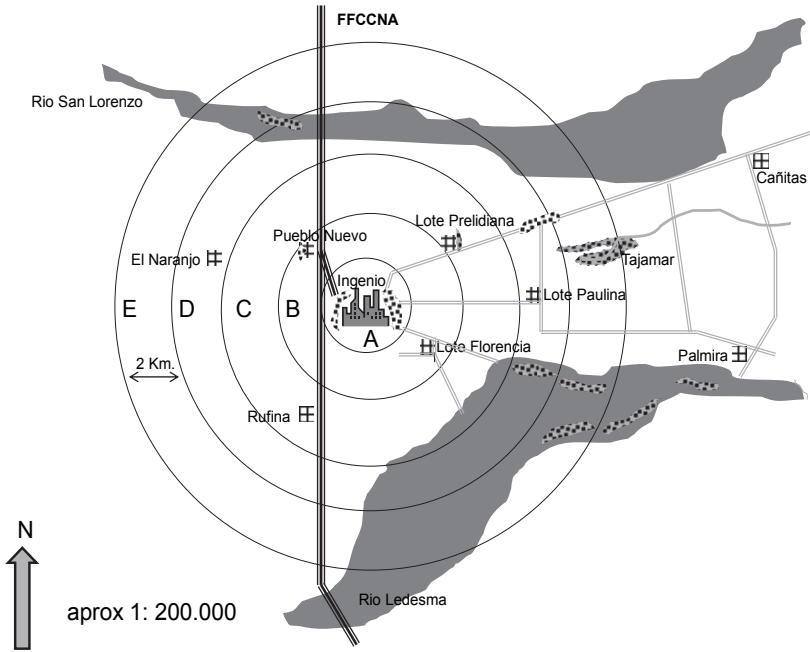 FFCCNA
Rio San Lorenzo
Cañitas
Lote Prelidiana
Pueblo Nuevo
El Naranjo
Tajamar
Ingenio
Lote Paulina
E
D
C
B
A
Lote Florencia
Palmira
2 Km.
Rufina
N
Rio Ledesma
aprox 1: 200.000